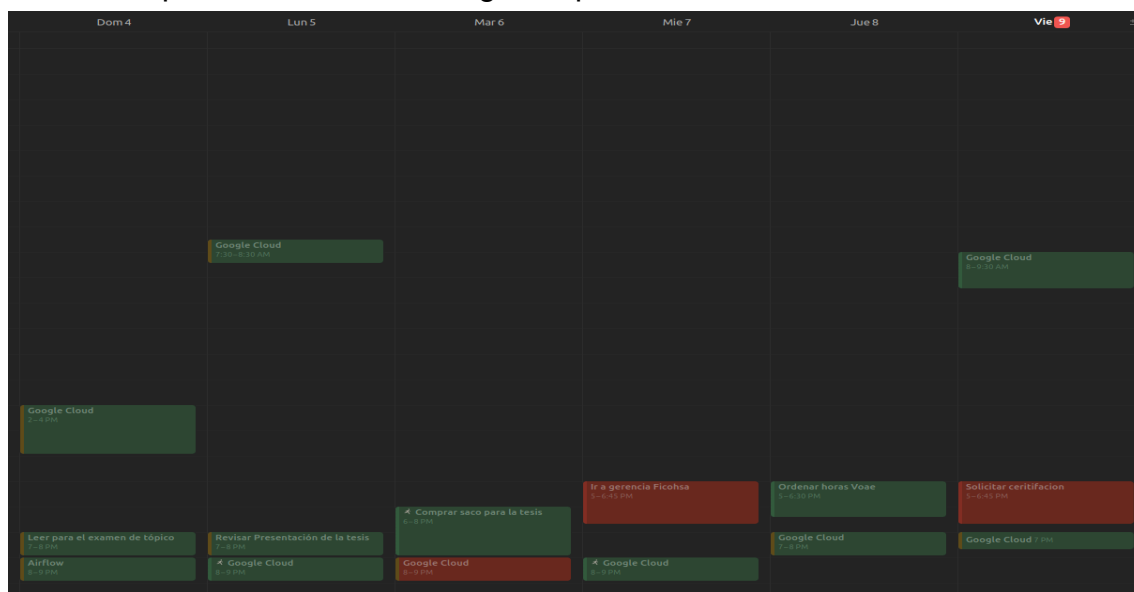 Dom 4
Lun 5
Mar 6
Mie 7
Jue 8
Vie 9
Google Cloud
7:30–8:30 AM
Google Cloud
8–9:30 AM
Google Cloud
2–4 PM
Ir a gerencia Ficohsa
5–6:45 PM
Ordenar horas Voae
5–6:30 PM
Solicitar ceritifacion
5–6:45 PM
Comprar saco para la tesis
6–8 PM
Leer para el examen de tópico
7–8 PM
Revisar Presentación de la tesis
7–8 PM
Google Cloud
7–8 PM
Google Cloud 7 PM
Airflow
8–9 PM
Google Cloud
8–9 PM
Google Cloud
8–9 PM
Google Cloud
8–9 PM